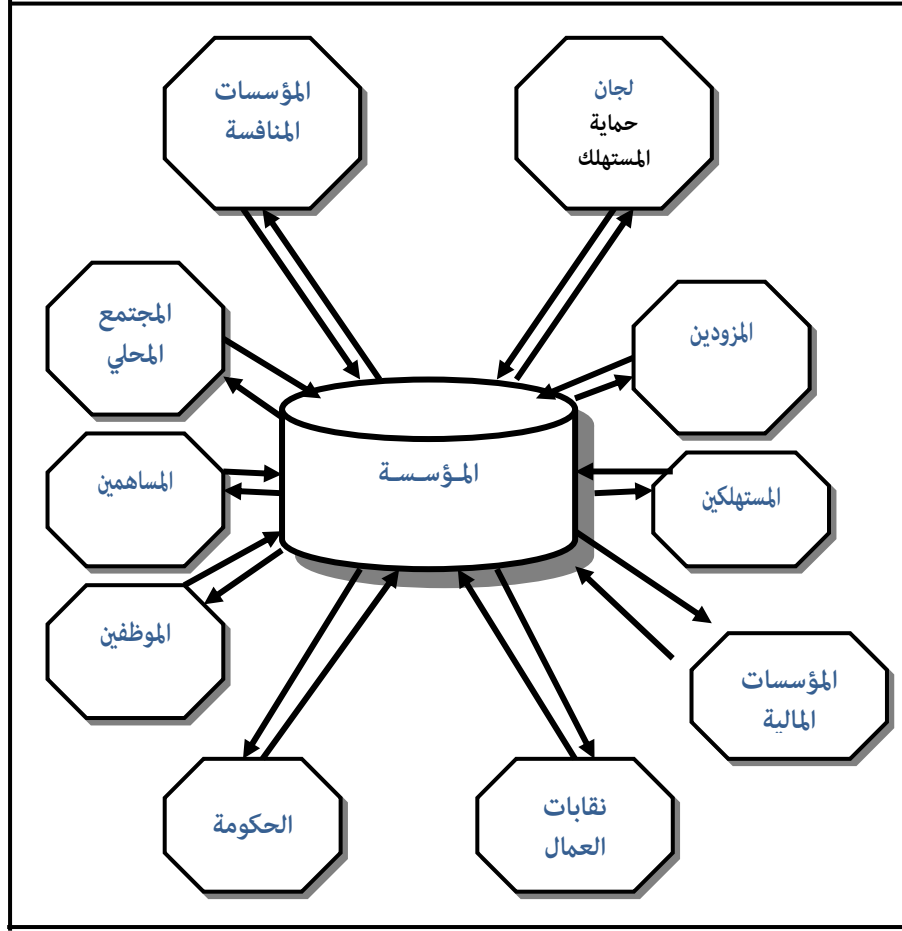 لجان
حماية
المستهلك
المؤسسات
المنافسة
المزودين
المجتمع
المحلي
المـؤسـسـة
المستهلكين
المساهمين
الموظفين
المؤسسات
المالية
نقابات
العمال
الحكومة